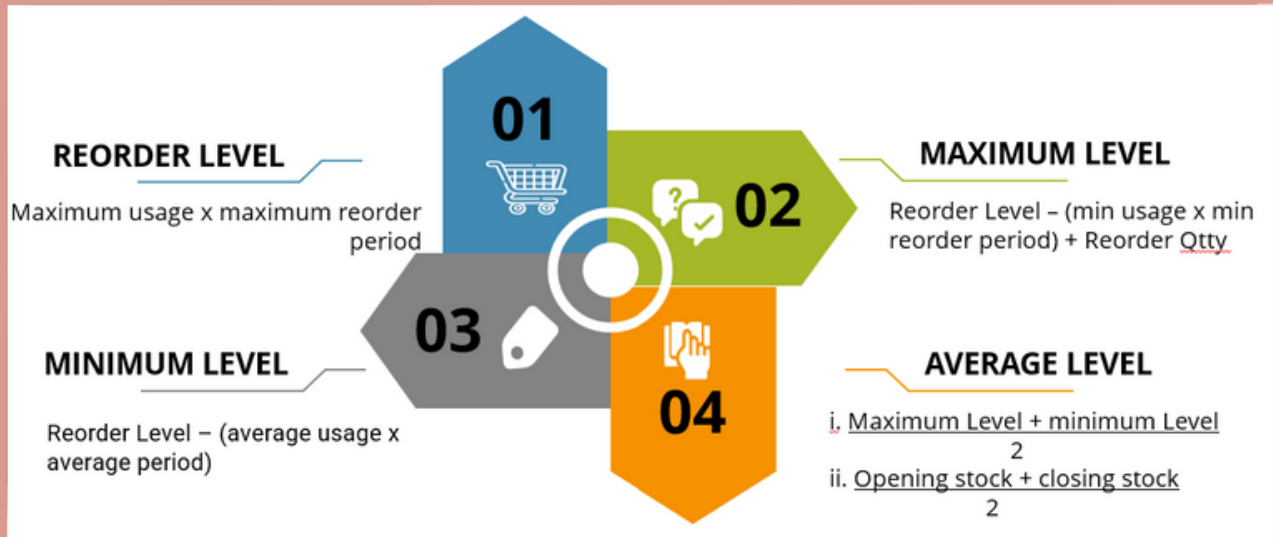 01
REORDER LEVEL
Maximum usage x maximum reorder
period
02
MAXIMUM LEVEL
Reorder Level – (min usage x min
reorder period) + Reorder Qtty
03
MINIMUM LEVEL
Reorder Level – (average usage x
average period)
04
AVERAGE LEVEL
i. Maximum Level + minimum Level
2
ii. Opening stock + closing stock
2